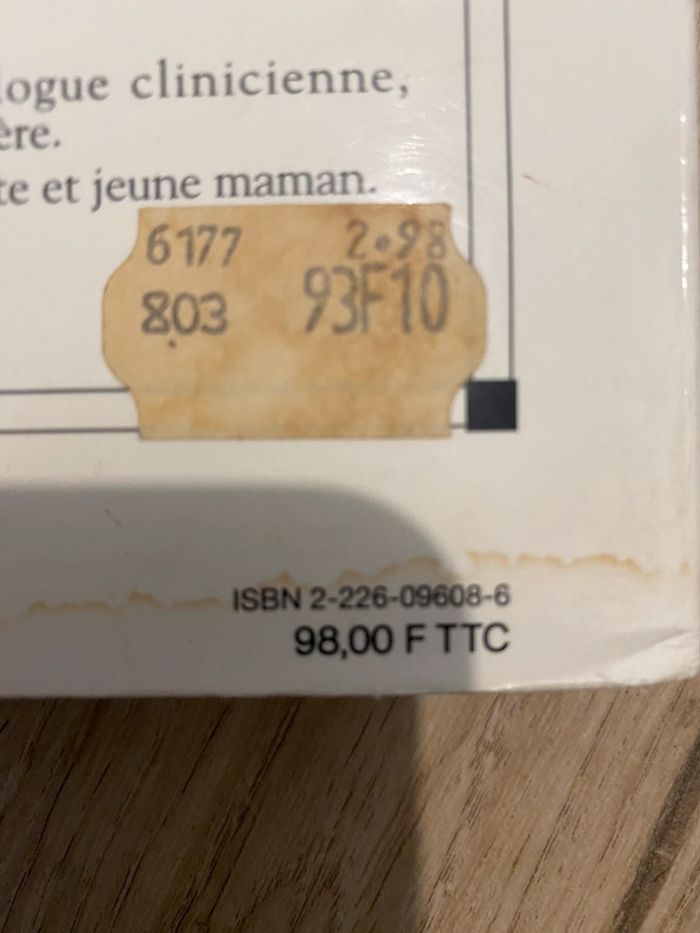 logue clinicienne,
ère.
te et jeune maman.
6177 2•98
803 93F10
ISBN 2-226-09608-6
98,00 F TTC